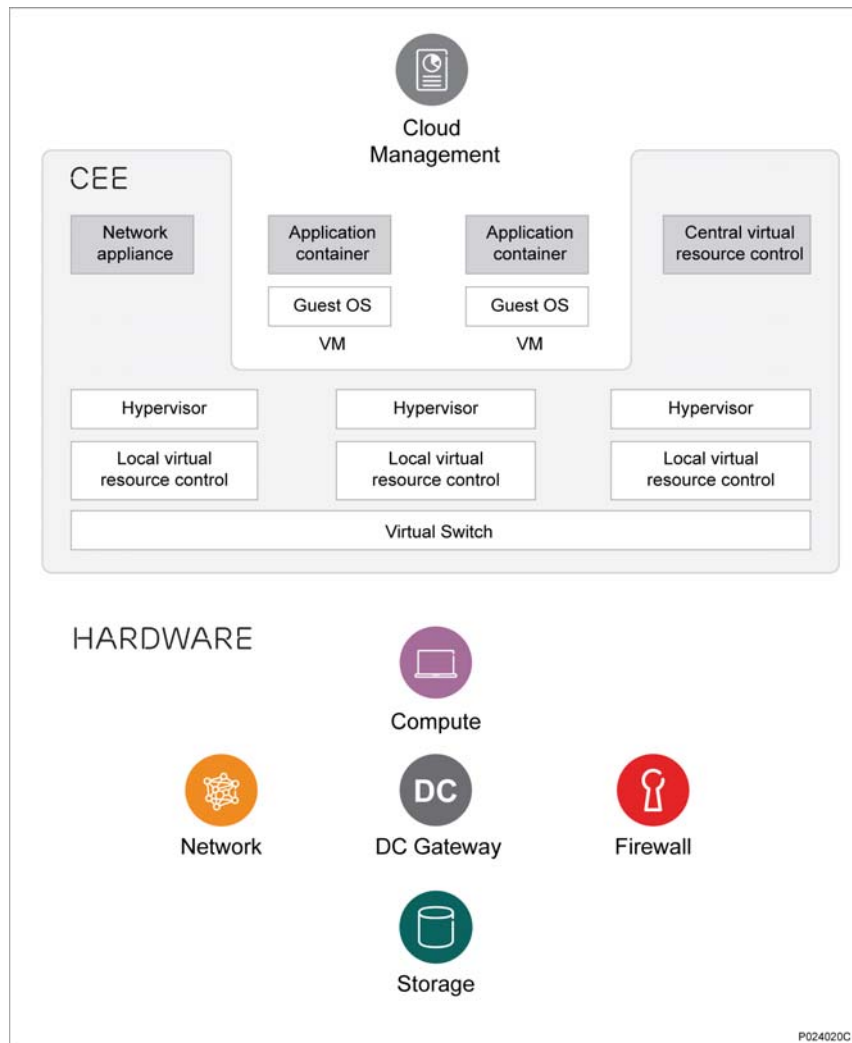 Cloud
Management
CEE
Network
appliance
Application
container
Application
container
Central virtual
resource control
Guest OS
Guest OS
VM
VM
Hypervisor
Hypervisor
Hypervisor
Local virtual
resource control
Local virtual
resource control
Local virtual
resource control
Virtual Switch
HARDWARE
Compute
Network
DC
DC Gateway
Firewall
Storage
P024020C